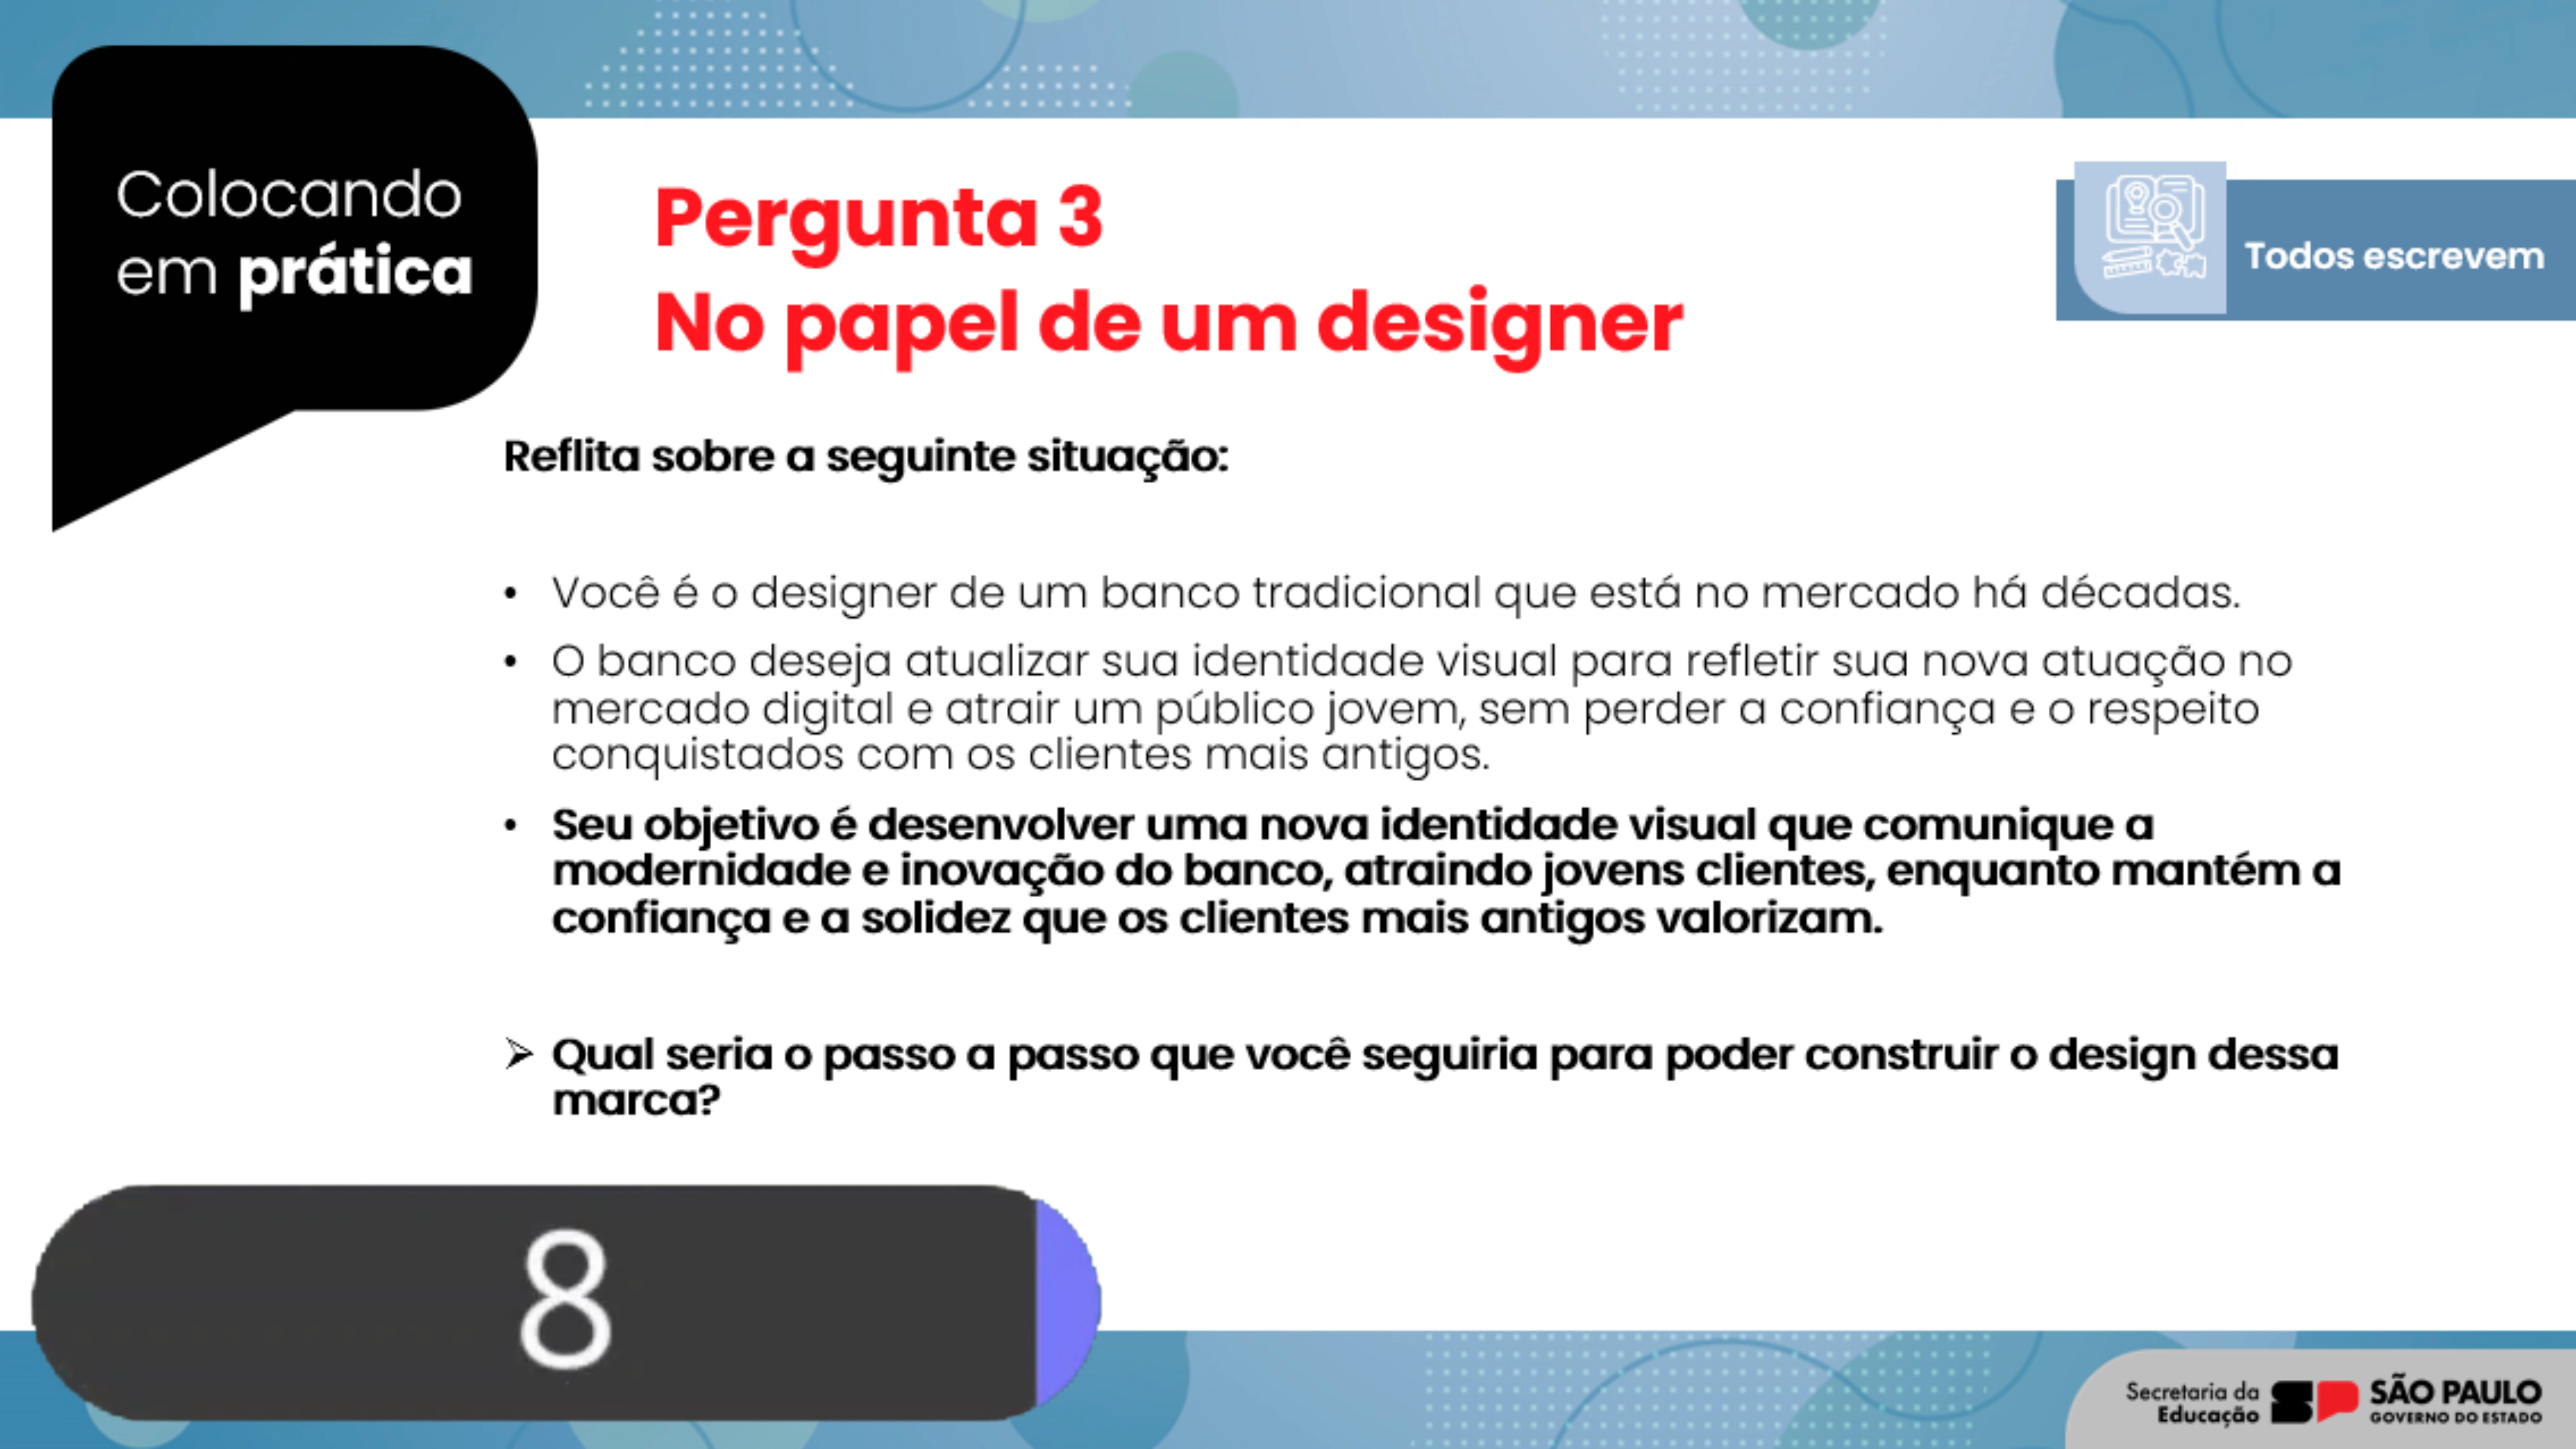 Colocando
em prática
Pergunta 3
No papel de um designer
Todos escrevem
Reflita sobre a seguinte situação:
• Você é o designer de um banco tradicional que está no mercado há décadas.
• O banco deseja atualizar sua identidade visual para refletir sua nova atuação no
mercado digital e atrair um público jovem, sem perder a confiança e o respeito
conquistados com os clientes mais antigos.
• Seu objetivo é desenvolver uma nova identidade visual que comunique a
modernidade e inovação do banco, atraindo jovens clientes, enquanto mantém a
confiança e a solidez que os clientes mais antigos valorizam.
➢ Qual seria o passo a passo que você seguiria para poder construir o design dessa
marca?
8
Secretaria da
Educação
SP
SÃO PAULO
GOVERNO DO ESTADO